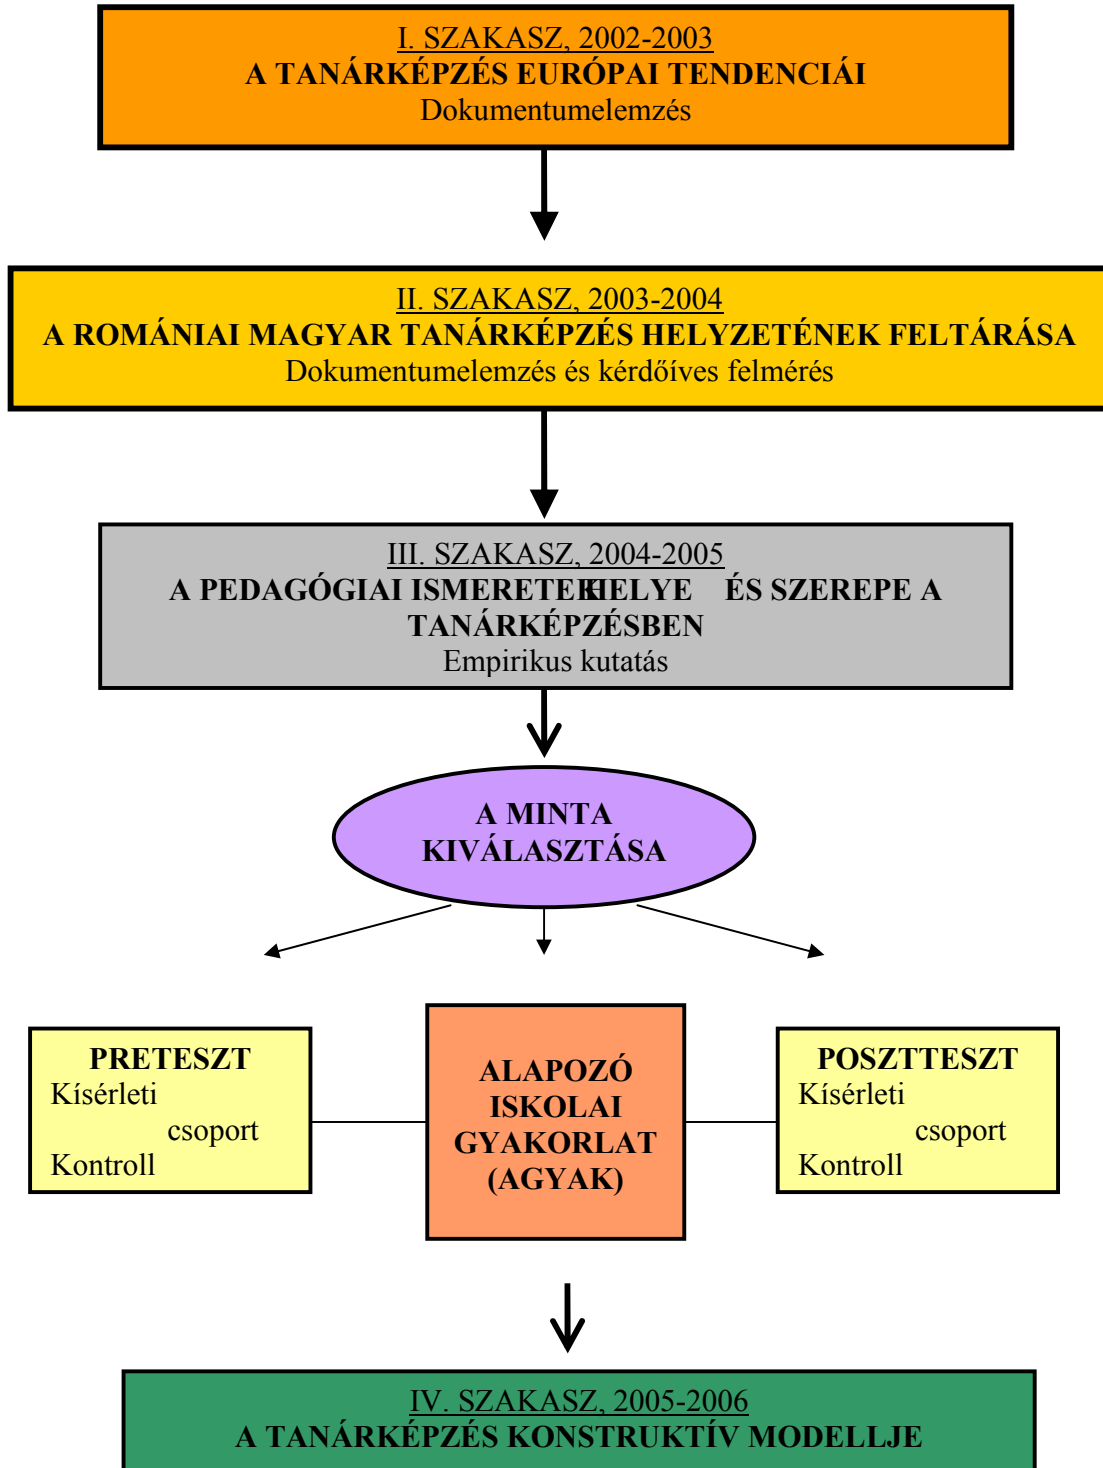 I. SZAKASZ, 2002-2003
A TANÁRKÉPZÉS EURÓPAI TENDENCIÁI
Dokumentumelemzés
II. SZAKASZ, 2003-2004
A ROMÁNIAI MAGYAR TANÁRKÉPZÉS HELYZETÉNEK FELTÁRÁSA
Dokumentumelemzés és kérdőíves felmérés
III. SZAKASZ, 2004-2005
A PEDAGÓGIAI ISMERETEK HELYE ÉS SZEREPE A
TANÁRKÉPZÉSBEN
Empirikus kutatás
A MINTA
KIVÁLASZTÁSA
PRETESZT
Kísérleti
csoport
Kontroll
ALAPOZÓ
ISKOLAI
GYAKORLAT
(AGYAK)
POSZTTESZT
Kísérleti
csoport
Kontroll
IV. SZAKASZ, 2005-2006
A TANÁRKÉPZÉS KONSTRUKTÍV MODELLJE